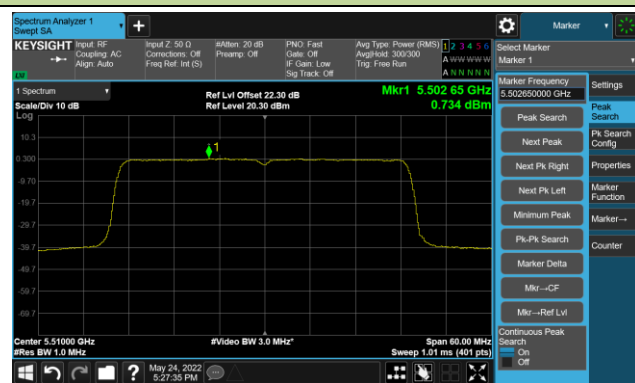 Spectrum Analyzer 1
Swept SA
+
Marker
KEYSIGHT
Input: RF
Coupling: AC
Align: Auto
Input Z: 50 Ω
Corrections: Off
Freq Ref: Int (S)
#Atten: 20 dB
Preamp: Off
PNO: Fast
Gate: Off
IF Gain: Low
Sig Track: Off
Avg Type: Power (RMS)
Avg|Hold: 300/300
Trig: Free Run
1 2 3 4 5 6
A W W W W W
A N N N N N
LW
Select Marker
Marker 1
1 Spectrum
Scale/Div 10 dB
Log
Ref Lvl Offset 22.30 dB
Ref Level 20.30 dBm
Mkr1 5.502 65 GHz
0.734 dBm
1
10.3
0.300
-9.70
-19.7
-29.7
-39.7
-49.7
-59.7
-69.7
Center 5.51000 GHz
#Res BW 1.0 MHz
#Video BW 3.0 MHz*
Span 60.00 MHz
Sweep 1.01 ms (401 pts)
Marker Frequency
5.502650000 GHz
Peak Search
Next Peak
Next Pk Right
Next Pk Left
Minimum Peak
Pk-Pk Search
Marker Delta
Mkr→CF
Mkr→Ref Lvl
Continuous Peak
Search
On
Off
Settings
Peak
Search
Pk Search
Config
Properties
Marker
Function
Marker→
Counter
?
May 24, 2022
5:27:35 PM